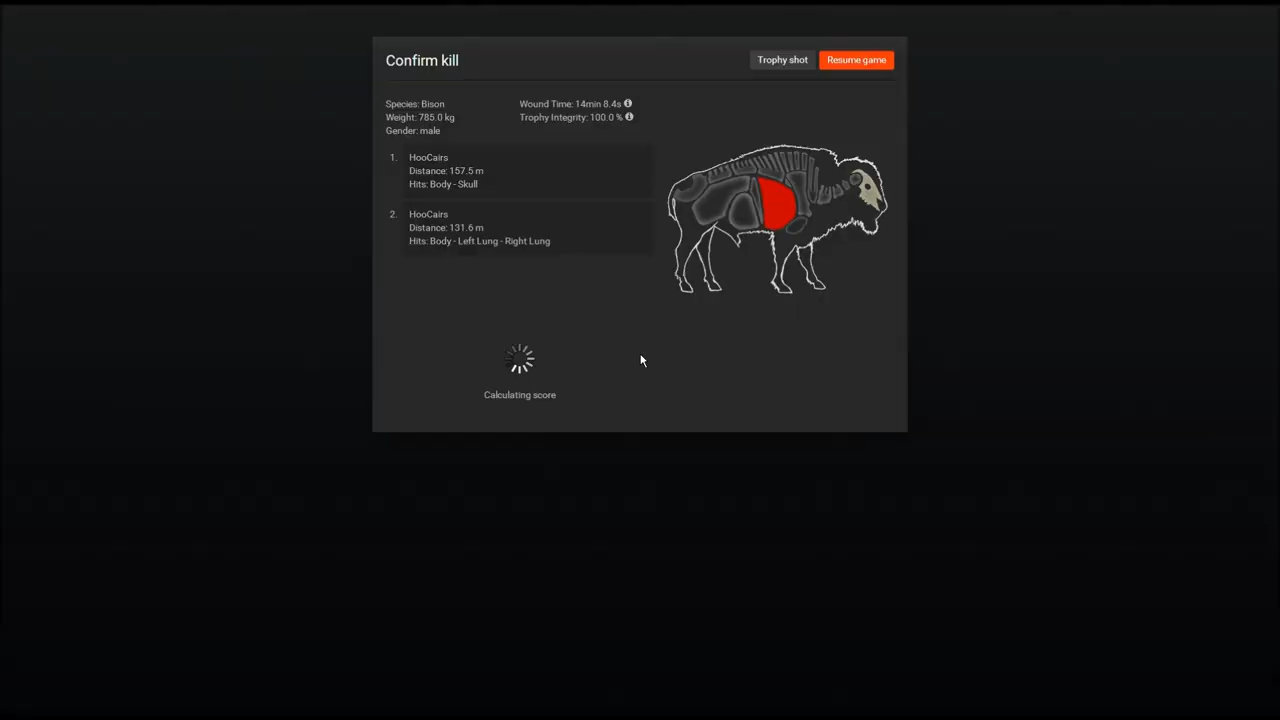 Confirm kill
Trophy shot
Resume game
Species: Bison
Weight: 785.0 kg
Gender: male
Wound Time: 14min 8.4s
Trophy Integrity: 100.0 %
1.
HooCairs
Distance: 157.5 m
Hits: Body - Skull
2.
HooCairs
Distance: 131.6 m
Hits: Body - Left Lung - Right Lung
Calculating score